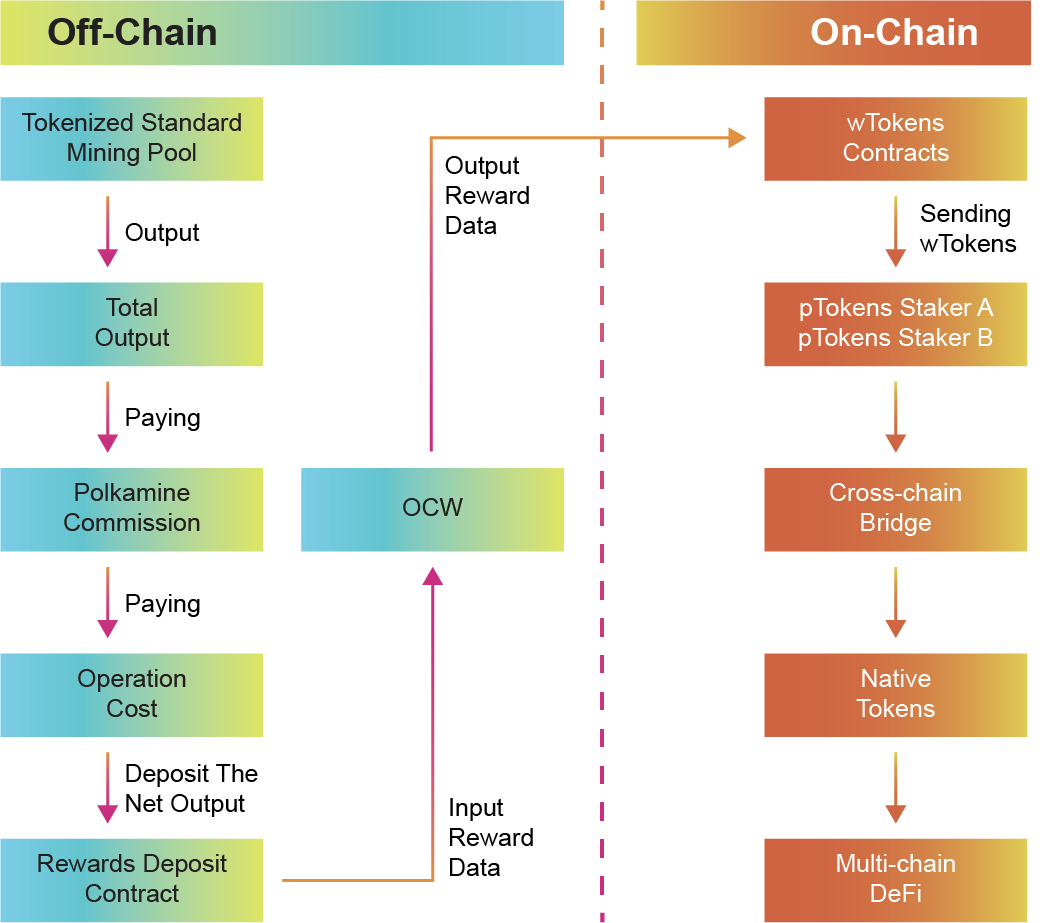 Off-Chain
Tokenized Standard
Mining Pool
Output
Total
Output
Paying
Polkamine
Commission
Paying
Operation
Cost
Deposit The
Net Output
Rewards Deposit
Contract
Input
Reward
Data
OCW
Output
Reward
Data
On-Chain
wTokens
Contracts
Sending
wTokens
pTokens Staker A
pTokens Staker B
Cross-chain
Bridge
Native
Tokens
Multi-chain
DeFi